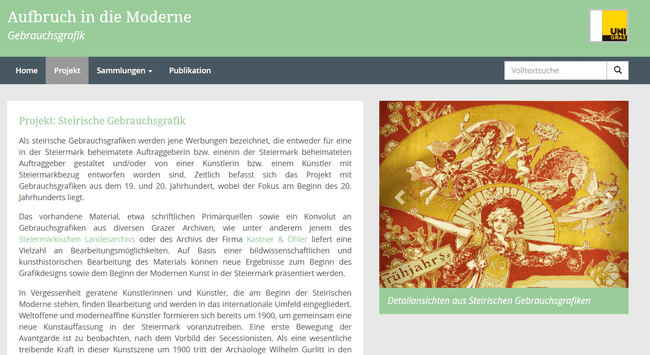 Aufbruch in die Moderne
Gebrauchsgrafik
UNI
GRAZ
Home Projekt Sammlungen Publikation
Volltextsuche
Projekt: Steirische Gebrauchsgrafik
Als steirische Gebrauchsgrafiken werden jene Werbungen bezeichnet, die entweder für eine
in der Steiermark beheimatete Auftraggeberin bzw. einenin der Steiermark beheimateten
Auftraggeber gestaltet und/oder von einer Künstlerin bzw. einem Künstler mit
Steiermarkbezug entworfen worden sind. Zeitlich befasst sich das Projekt mit
Gebrauchsgrafiken aus dem 19. und 20. Jahrhundert, wobei der Fokus am Beginn des 20.
Jahrhunderts liegt.
Das vorhandene Material, etwa schriftlichen Primärquellen sowie ein Konvolut an
Gebrauchsgrafiken aus diversen Grazer Archiven, wie unter anderem jenem des
Steiermärkischen Landesarchivs oder des Archivs der Firma Kastner & Öhler liefert eine
Vielzahl an Bearbeitungsmöglichkeiten. Auf Basis einer bildwissenschaftlichen und
kunsthistorischen Bearbeitung des Materials können neue Ergebnisse zum Beginn des
Grafikdesigns sowie dem Beginn der Modernen Kunst in der Steiermark präsentiert werden.
In Vergessenheit geratene Künstlerinnen und Künstler, die am Beginn der Steirischen
Moderne stehen, finden Bearbeitung und werden in das internationale Umfeld eingegliedert.
Weltoffene und moderneaffine Künstler formieren sich bereits um 1900, um gemeinsam eine
neue Kunstauffassung in der Steiermark voranzutreiben. Eine erste Bewegung der
Avantgarde ist zu beobachten, nach dem Vorbild der Secessionisten. Als eine wesentliche
treibende Kraft in dieser Kunstszene um 1900 tritt der Archäologe Wilhelm Gurlitt in den
Frühjahrs
Detailansichten aus Steirischen Gebrauchsgrafiken